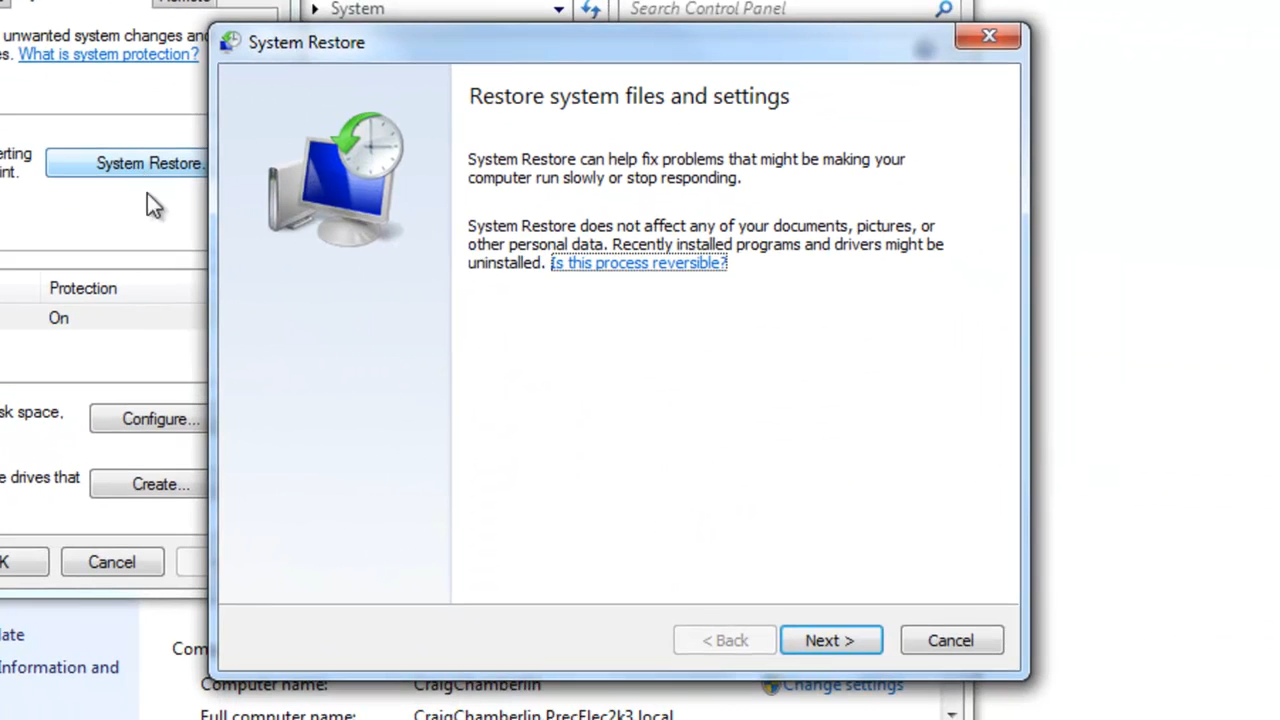 System
Search Control Panel
unwanted system changes and
es. What is system protection?
System Restore
Restore system files and settings
erting
int.
System Restore.
System Restore can help fix problems that might be making your
computer run slowly or stop responding.
System Restore does not affect any of your documents, pictures, or
other personal data. Recently installed programs and drivers might be
uninstalled. Is this process reversible?
Protection
On
sk space,
Configure...
e drives that
Create...
K
Cancel
< Back
Next >
Cancel
late
Information and
Com
Computer name:
CraigChamberlin
Change settings
Full computer name:
CraigChamberlin.PrecElec2k3.local